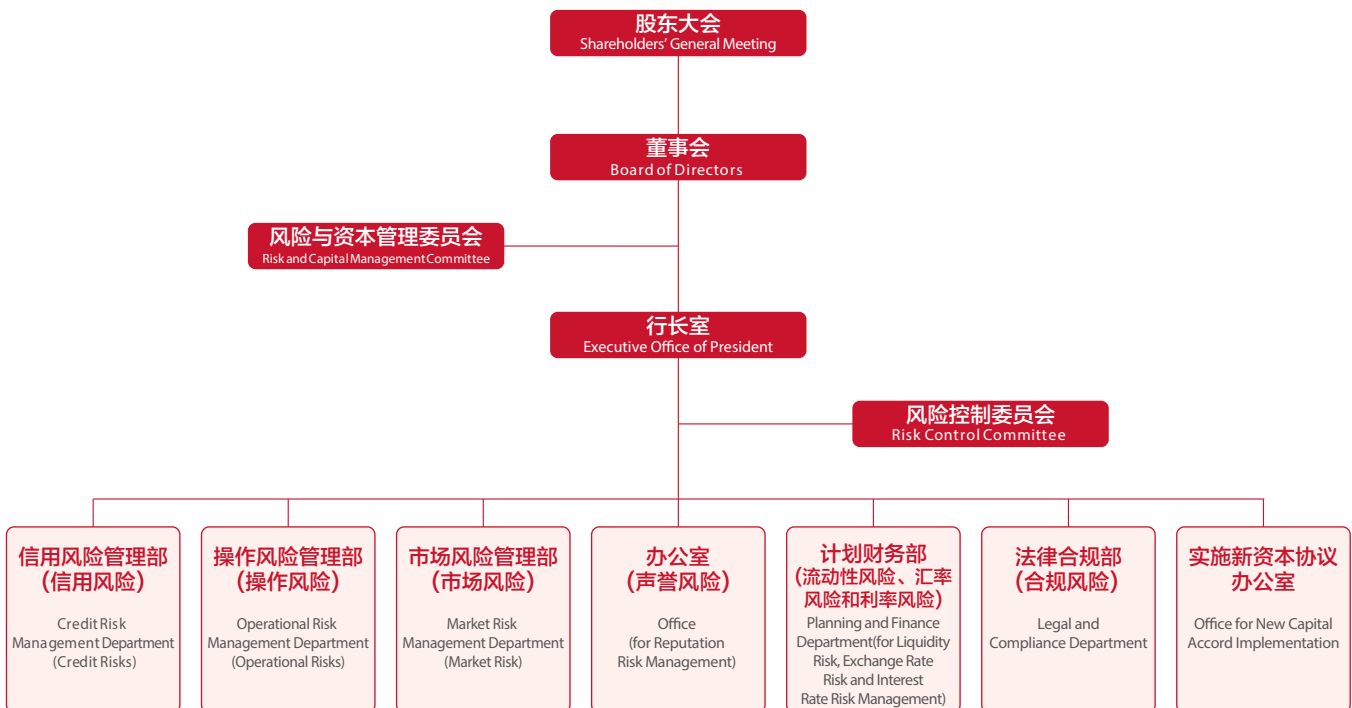 股东大会
Shareholders' General Meeting
董事会
Board of Directors
风险与资本管理委员会
Risk and Capital Management Committee
行长室
Executive Office of President
风险控制委员会
Risk Control Committee
信用风险管理部
（信用风险）
Credit Risk
Management Department
(Credit Risks)
操作风险管理部
（操作风险）
Operational Risk
Management Department
(Operational Risks)
市场风险管理部
（市场风险）
Market Risk
Management Department
(Market Risk)
办公室
（声誉风险）
Office
(for Reputation
Risk Management)
计划财务部
（流动性风险、汇率
风险和利率风险）
Planning and Finance
Department(for Liquidity
Risk, Exchange Rate
Risk and Interest
Rate Risk Management)
法律合规部
（合规风险）
Legal and
Compliance Department
实施新资本协议
办公室
Office for New Capital
Accord Implementation